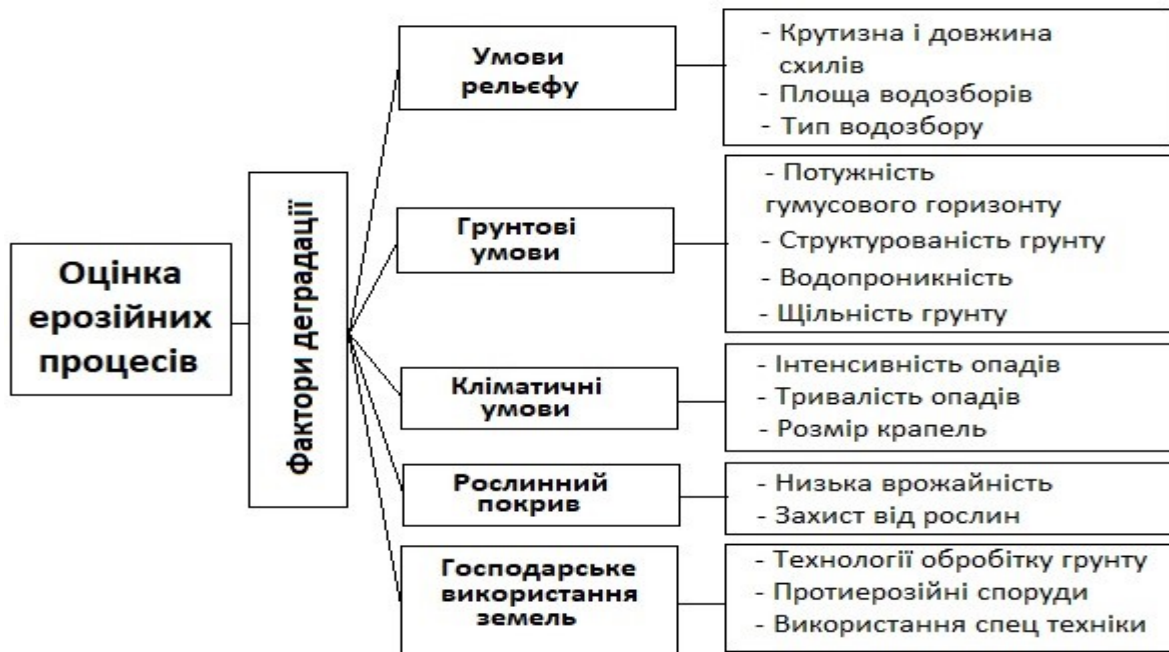 Оцінка
ерозійних
процесів
Фактори деградації
Умови
рельєфу
- Крутизна і довжина
схилів
- Площа водозборів
- Тип водозбору
Грунтові
умови
- Потужність
гумусового горизонту
- Структурованість грунту
- Водопроникність
- Щільність грунту
Кліматичні
умови
- Інтенсивність опадів
- Тривалість опадів
- Розмір крапель
Рослинний
покрив
- Низька врожайність
- Захист від рослин
Господарське
використання
земель
- Технології обробітку грунту
- Протиерозійні споруди
- Використання спец техніки